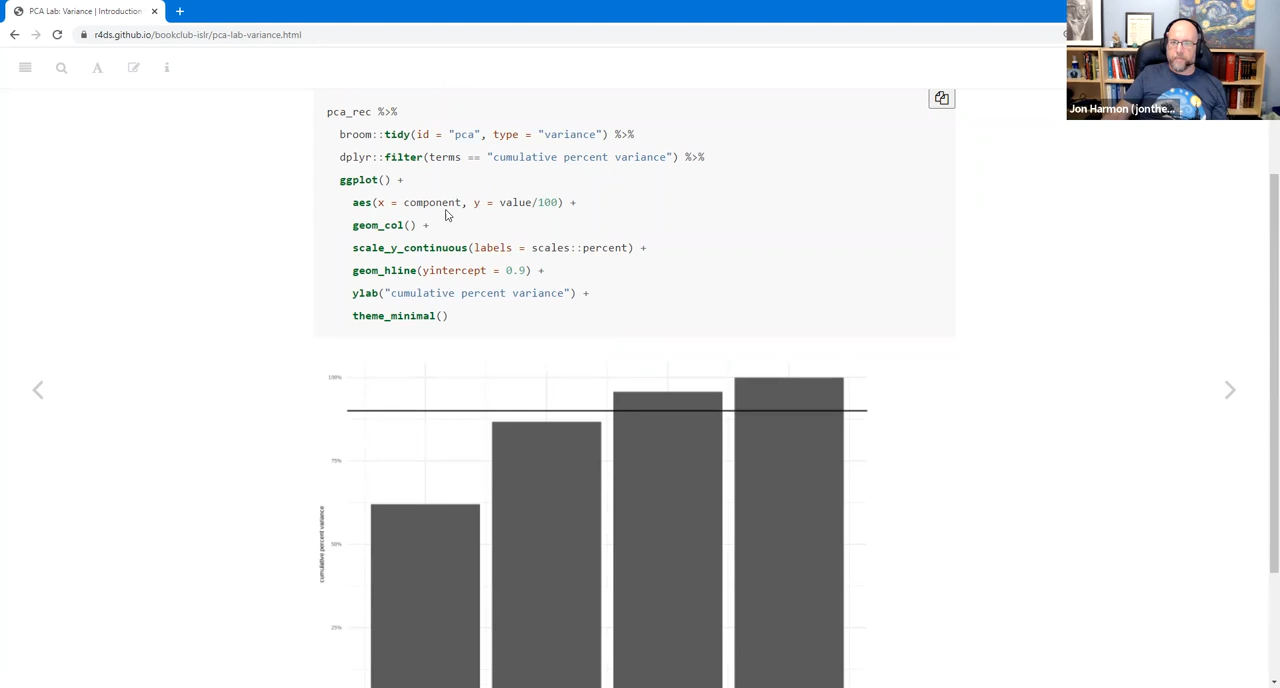 PCA Lab: Variance | Introduction
r4ds.github.io/bookclub-islr/pca-lab-variance.html
Jon Harmon (jonthe...
pca_rec %>%
broom::tidy(id = "pca", type = "variance") %>%
dplyr::filter(terms == "cumulative percent variance") %>%
ggplot() +
aes(x = component, y = value/100) +
geom_col() +
scale_y_continuous(labels = scales::percent) +
geom_hline(yintercept = 0.9) +
ylab("cumulative percent variance") +
theme_minimal()
100%
75%
50%
25%
cumulative percent variance